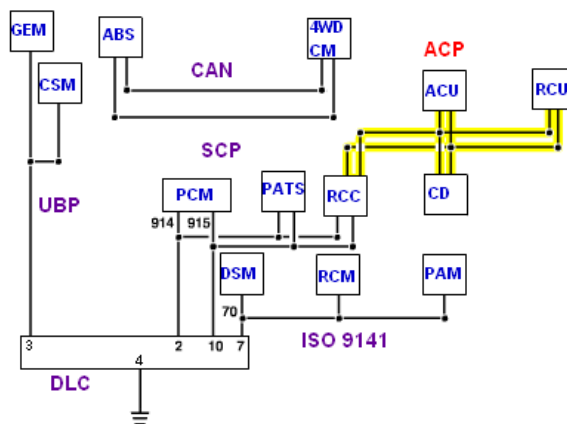 GEM
ABS
4WD
CM
ACP
CSM
CAN
ACU
RCU
SCP
PCM
PATS
RCC
CD
UBP
914
915
DSM
RCM
PAM
70
ISO 9141
3
2
10
7
4
DLC